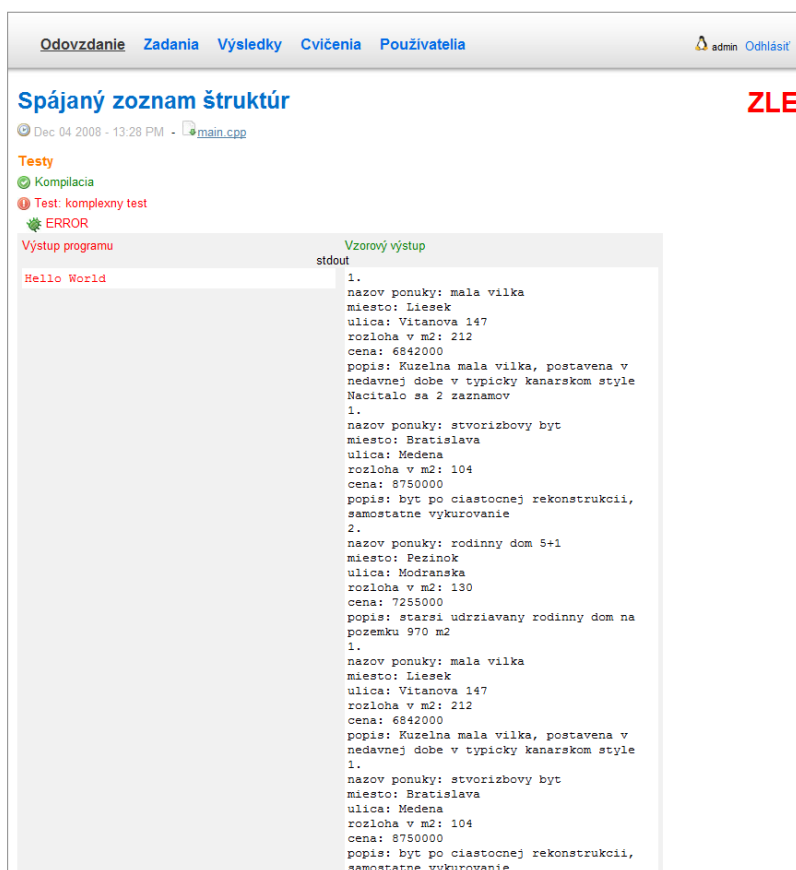 Odovzdanie Zadania Výsledky Cvičenia Použivatelia admin Odhlásiť
Spájaný zoznam štruktúr ZLE
Dec 04 2008 - 13:28 PM - main.cpp
Testy
Kompilacia
Test: komplexny test
ERROR
Výstup programu Vzorový výstup
stdout
Hello World
1.
nazov ponuky: mala vilka
miesto: Liesek
ulica: Vitanova 147
rozloha v m2: 212
cena: 6842000
popis: Kuzelna mala vilka, postavena v
nedavnej dobe v typicky kanarskom style
Nacitalo sa 2 zaznamov
1.
nazov ponuky: stvorizbovy byt
miesto: Bratislava
ulica: Medena
rozloha v m2: 104
cena: 8750000
popis: byt po ciastocnej rekonstrukcii,
samostatne vykurovanie
2.
nazov ponuky: rodinny dom 5+1
miesto: Pezinok
ulica: Modranska
rozloha v m2: 130
cena: 7255000
popis: starsi udrziavany rodinny dom na
pozemku 970 m2
1.
nazov ponuky: mala vilka
miesto: Liesek
ulica: Vitanova 147
rozloha v m2: 212
cena: 6842000
popis: Kuzelna mala vilka, postavena v
nedavnej dobe v typicky kanarskom style
1.
nazov ponuky: stvorizbovy byt
miesto: Bratislava
ulica: Medena
rozloha v m2: 104
cena: 8750000
popis: byt po ciastocnej rekonstrukcii,
samostatne vykurovanie